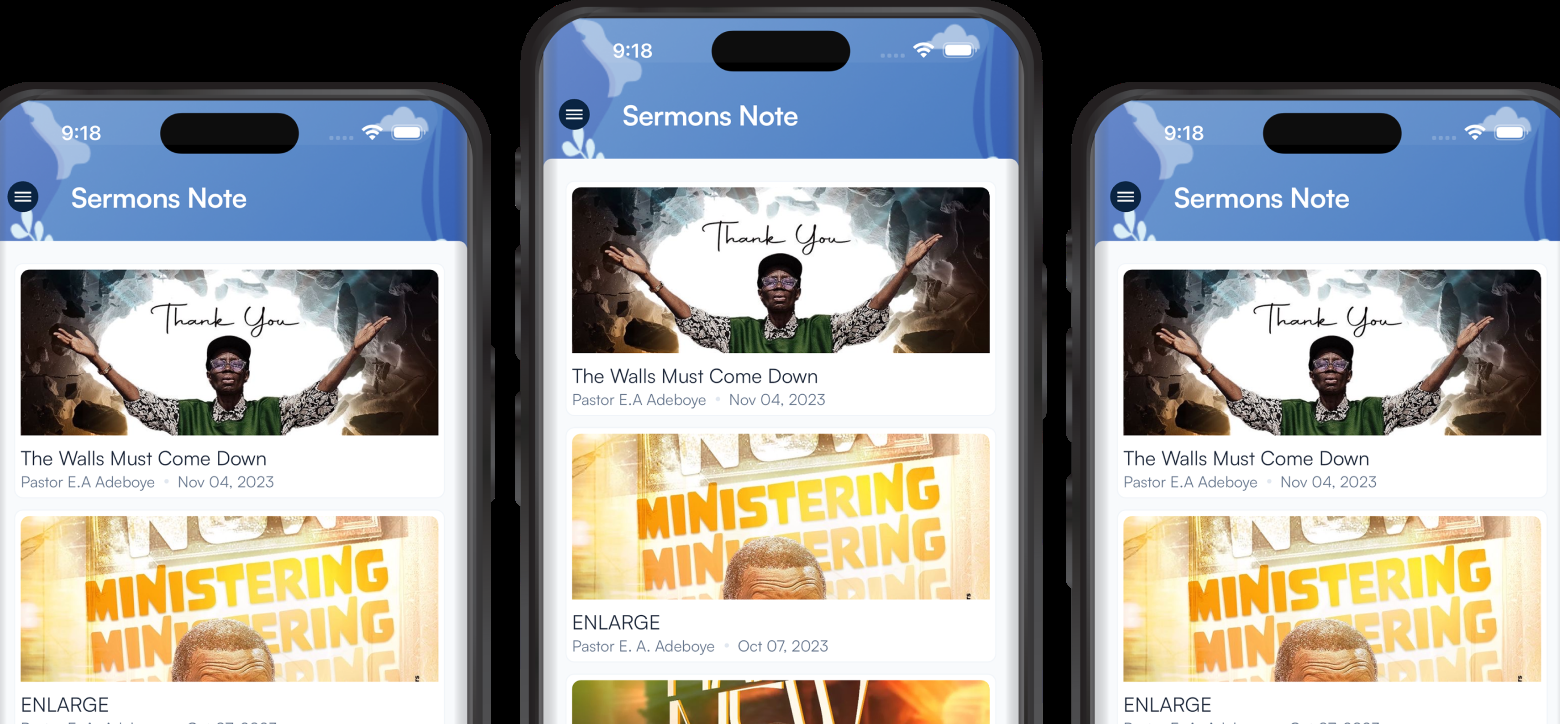 9:18
Sermons Note
Thank You
The Walls Must Come Down
Pastor E.A Adeboye • Nov 04, 2023
NOW
MINISTERING
MINISTERING
ENLARGE
9:18
Sermons Note
Thank You
The Walls Must Come Down
Pastor E.A Adeboye • Nov 04, 2023
NOW
MINISTERING
MINISTERING
ENLARGE
Pastor E. A. Adeboye • Oct 07, 2023
9:18
Sermons Note
Thank You
The Walls Must Come Down
Pastor E.A Adeboye • Nov 04, 2023
NOW
MINISTERING
MINISTERING
ENLARGE